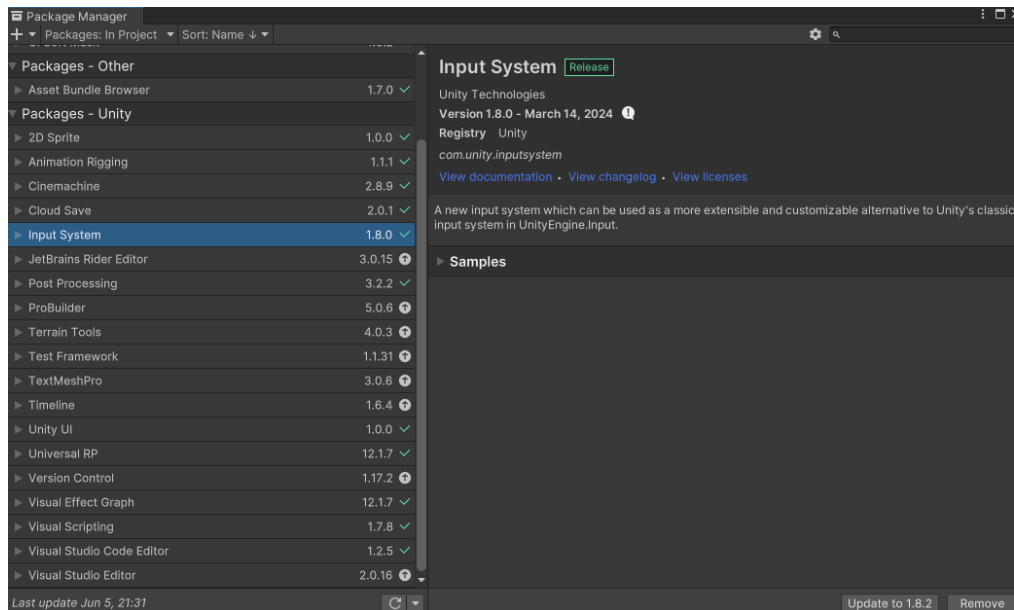 Package Manager
Packages: In Project Sort: Name ↓
Packages - Other
Asset Bundle Browser 1.7.0
Packages - Unity
2D Sprite 1.0.0
Animation Rigging 1.1.1
Cinemachine 2.8.9
Cloud Save 2.0.1
Input System 1.8.0
JetBrains Rider Editor 3.0.15
Post Processing 3.2.2
ProBuilder 5.0.6
Terrain Tools 4.0.3
Test Framework 1.1.31
TextMeshPro 3.0.6
Timeline 1.6.4
Unity UI 1.0.0
Universal RP 12.1.7
Version Control 1.17.2
Visual Effect Graph 12.1.7
Visual Scripting 1.7.8
Visual Studio Code Editor 1.2.5
Visual Studio Editor 2.0.16
Last update Jun 5, 21:31
Input System Release
Unity Technologies
Version 1.8.0 - March 14, 2024
Registry Unity
com.unity.inputsystem
View documentation • View changelog • View licenses
A new input system which can be used as a more extensible and customizable alternative to Unity's classic
input system in UnityEngine.Input.
Samples
Update to 1.8.2 Remove